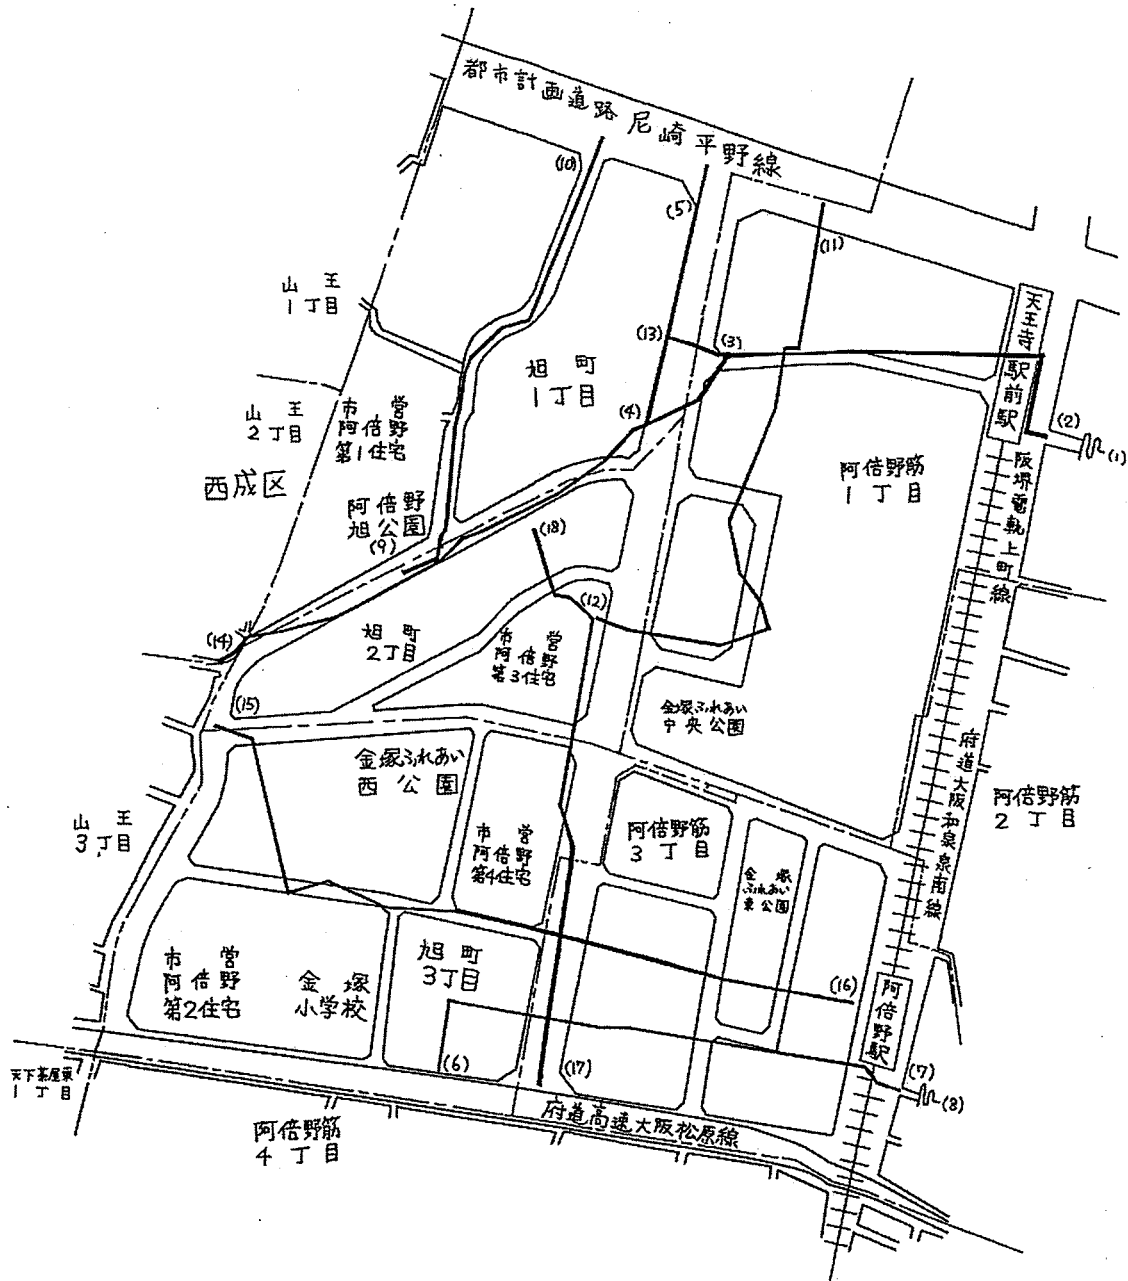 都市計画道路 尼崎平野線
(10)
(5)
(11)
山王
1丁目
(13)
(3)
天王寺駅前駅
旭町
1丁目
山王
2丁目
市営
阿倍野
第1住宅
(4)
(2)
(1)
西成区
阿倍野筋
1丁目
阪堺電軌上町線
阿倍野
旭公園
(9)
(18)
(12)
(14)
旭町
2丁目
市営
阿倍野
第3住宅
(15)
金塚ふれあい
中央公園
金塚ふれあい
西公園
府道大阪和泉泉南線
阿倍野筋
2丁目
山王
3丁目
市営
阿倍野
第4住宅
阿倍野筋
3丁目
金塚
ふれあい
東公園
市営
阿倍野
第2住宅
金塚
小学校
旭町
3丁目
(16)
阿倍野駅
(6)
(17)
(7)
(8)
天下茶屋東
1丁目
府道高速大阪松原線
阿倍野筋
4丁目